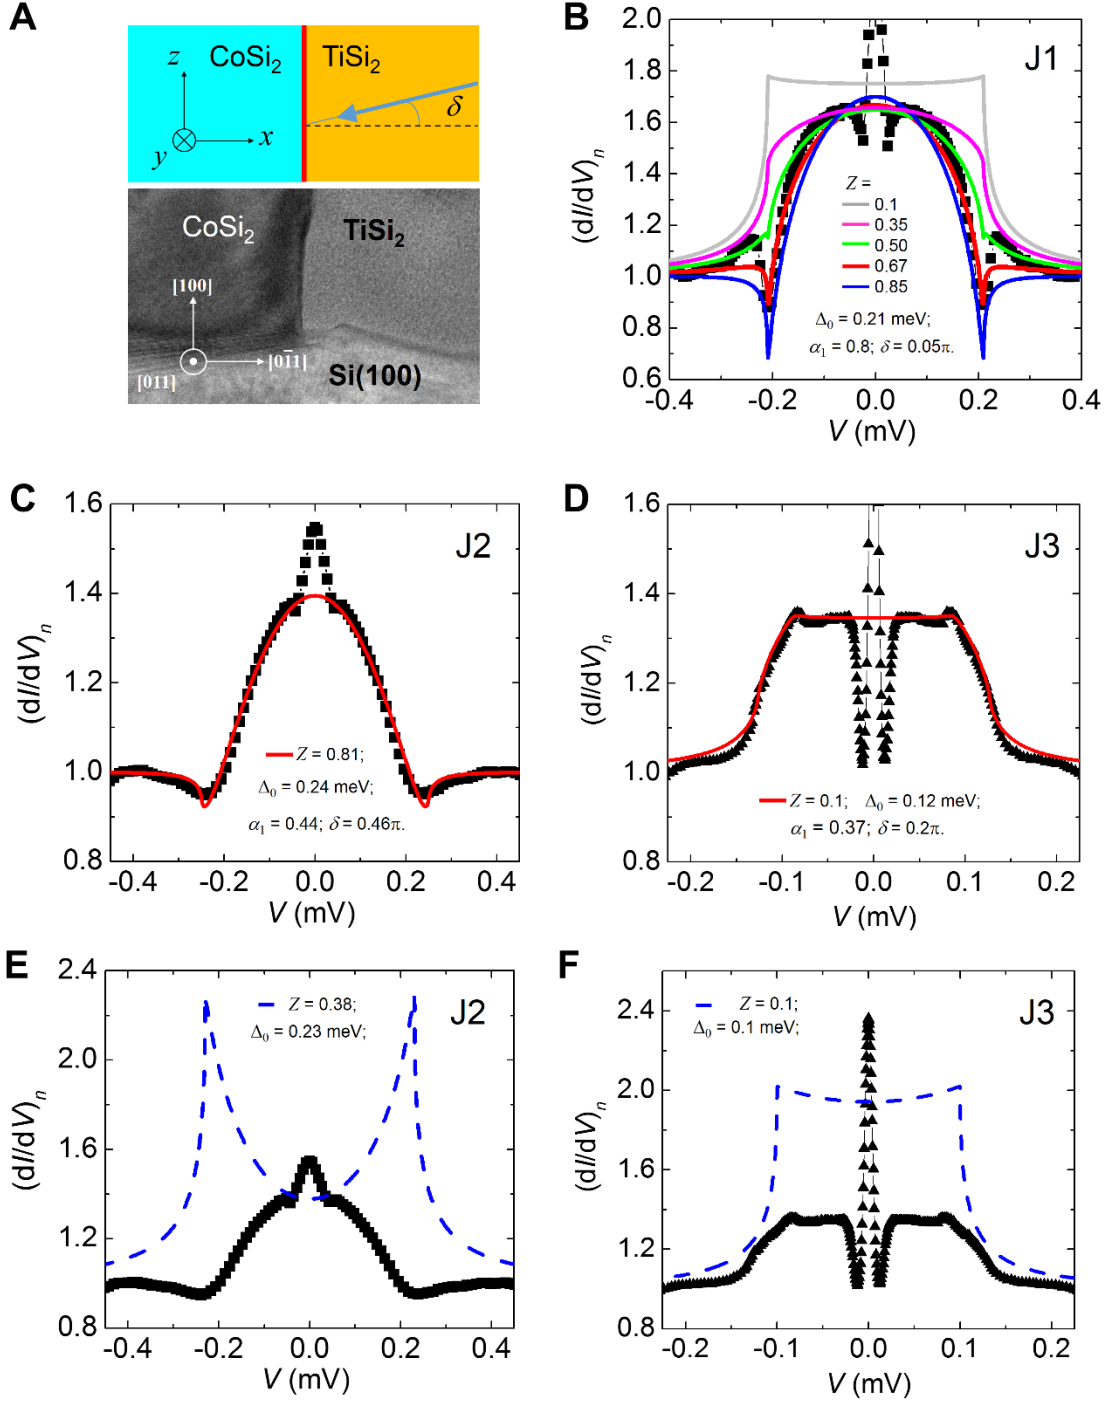 A
CoSi₂
TiSi₂
z
y
x
δ
CoSi₂
TiSi₂
[100]
[011]
[01̄1]
Si(100)
B
J1
2.0
1.8
1.6
1.4
1.2
1.0
0.8
0.6
(dI/dV)ₙ
Z =
0.1
0.35
0.50
0.67
0.85
Δ₀ = 0.21 meV;
α₁ = 0.8; δ = 0.05π.
-0.4 -0.2 0.0 0.2 0.4
V (mV)
C
J2
1.6
1.4
1.2
1.0
0.8
(dI/dV)ₙ
Z = 0.81;
Δ₀ = 0.24 meV;
α₁ = 0.44; δ = 0.46π.
-0.4 -0.2 0.0 0.2 0.4
V (mV)
D
J3
1.6
1.4
1.2
1.0
0.8
(dI/dV)ₙ
Z = 0.1; Δ₀ = 0.12 meV;
α₁ = 0.37; δ = 0.2π.
-0.2 -0.1 0.0 0.1 0.2
V (mV)
E
J2
2.4
2.0
1.6
1.2
0.8
(dI/dV)ₙ
Z = 0.38;
Δ₀ = 0.23 meV;
-0.4 -0.2 0.0 0.2 0.4
V (mV)
F
J3
2.4
2.0
1.6
1.2
0.8
(dI/dV)ₙ
Z = 0.1;
Δ₀ = 0.1 meV;
-0.2 -0.1 0.0 0.1 0.2
V (mV)